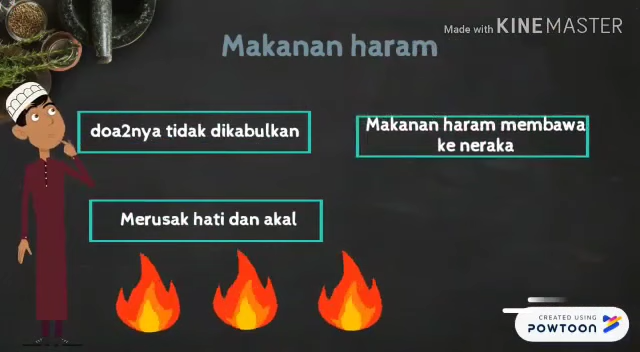 Made with KINEMASTER
Makanan haram
doa2nya tidak dikabulkan
Makanan haram membawa
ke neraka
Merusak hati dan akal
CREATED USING
POWTOON